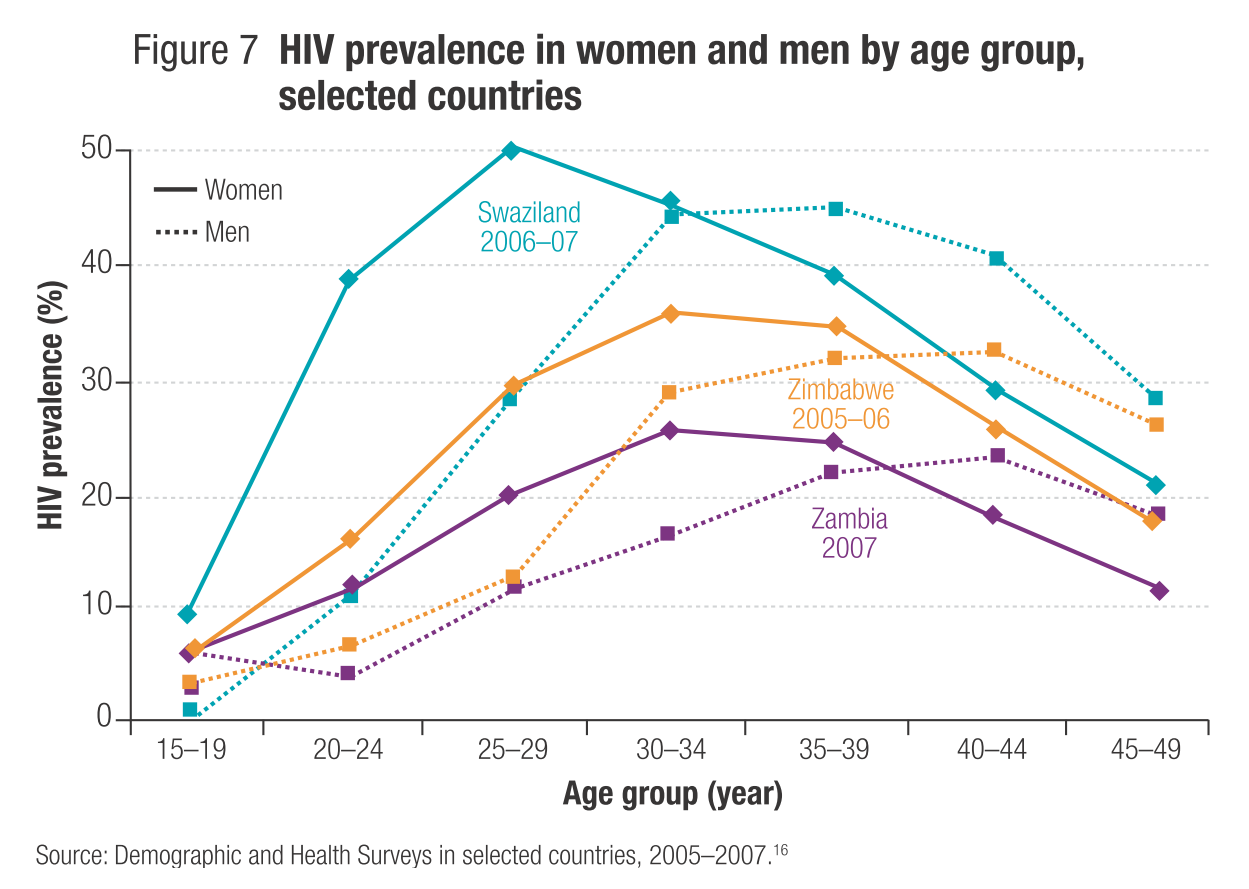 Figure 7 HIV prevalence in women and men by age group,
selected countries
50
40
30
20
10
0
HIV prevalence (%)
Women
Men
Swaziland
2006–07
Zimbabwe
2005–06
Zambia
2007
15–19 20–24 25–29 30–34 35–39 40–44 45–49
Age group (year)
Source: Demographic and Health Surveys in selected countries, 2005–2007.¹⁶